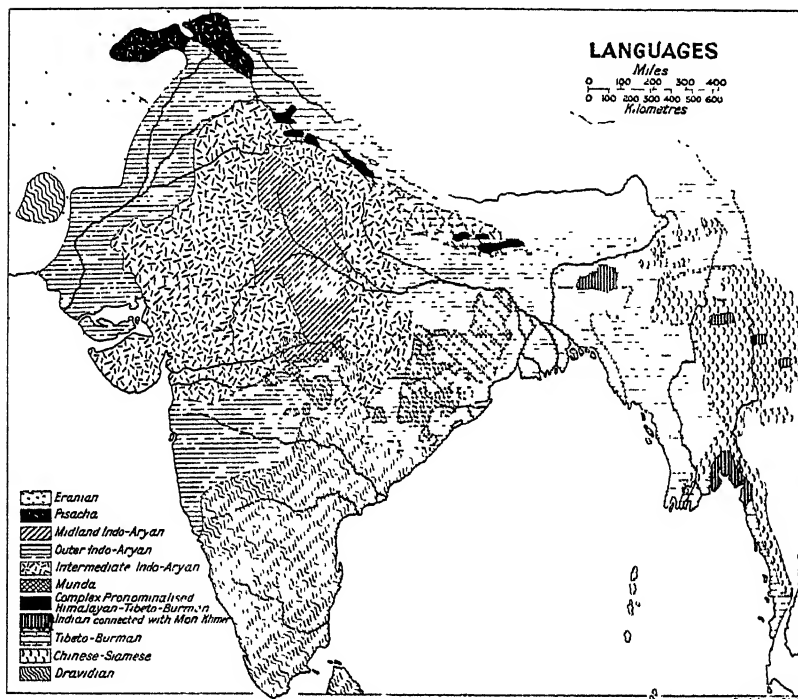 LANGUAGES
Miles
0 100 200 300 400
0 100 200 300 400 500 600
Kilometres
Eranian
Pisacha
Midland Indo-Aryan
Outer Indo-Aryan
Intermediate Indo-Aryan
Munda
Complex Pronominalised
Himalayan-Tibeto-Burman
Indian connected with Mon Khmer
Tibeto-Burman
Chinese-Siamese
Dravidian